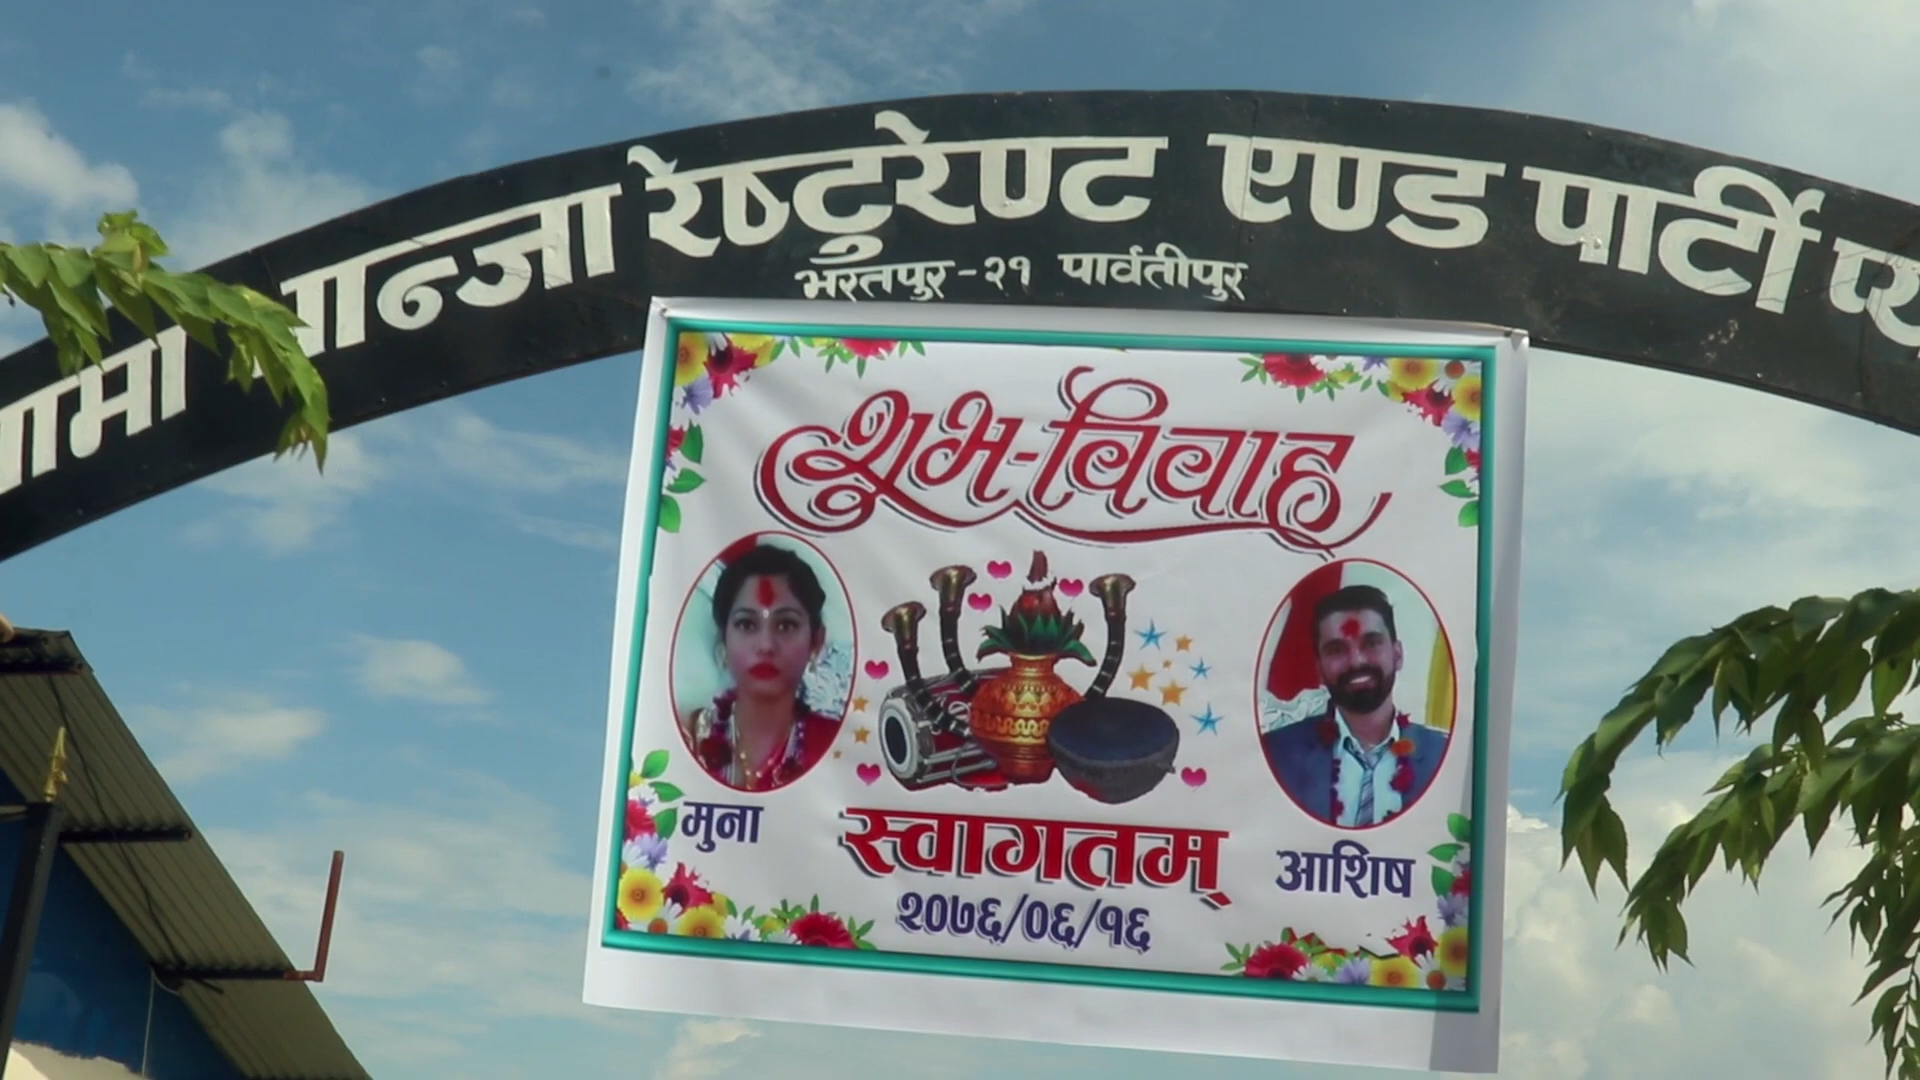 रेष्टुरेण्ट एण्ड पार्टी
भरतपुर-२१ पार्वतीपुर
शुभ-विवाह
मुना
स्वागतम्
आशिष
२०७६/०६/१६